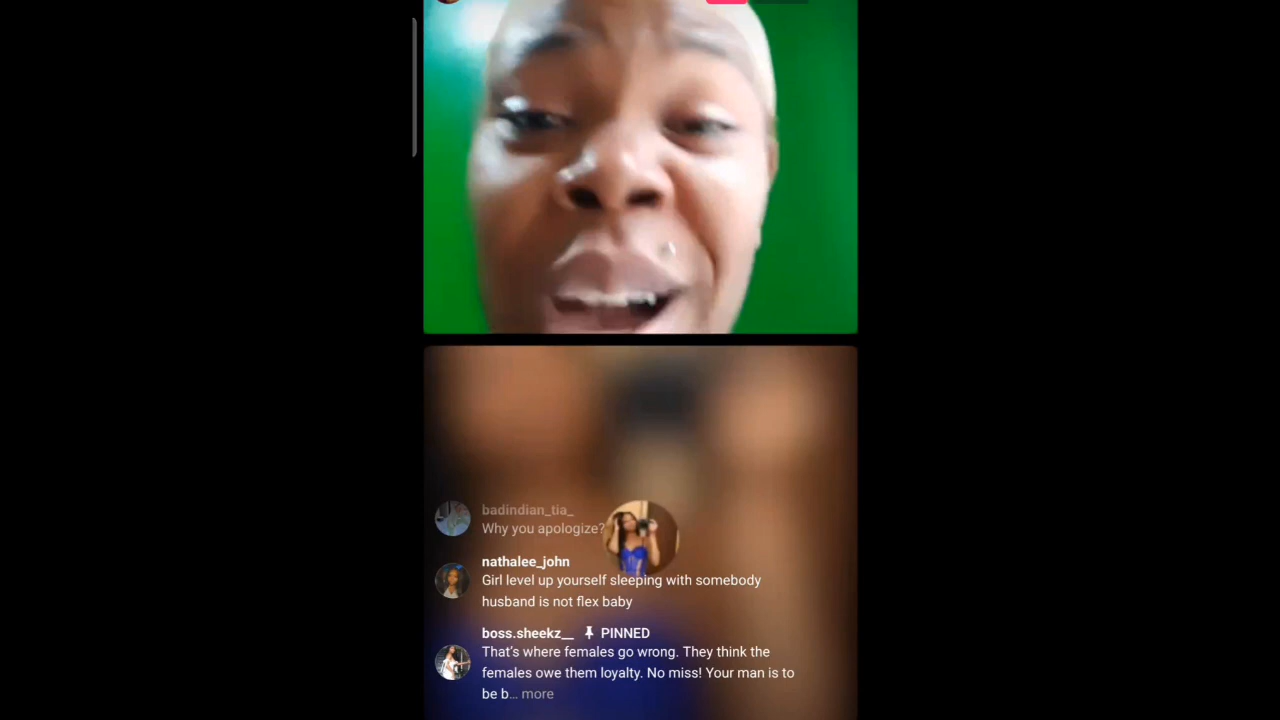 badindian_tia_
Why you apologize?
nathalee_john
Girl level up yourself sleeping with somebody
husband is not flex baby
boss.sheekz__ PINNED
That's where females go wrong. They think the
females owe them loyalty. No miss! Your man is to
be b... more